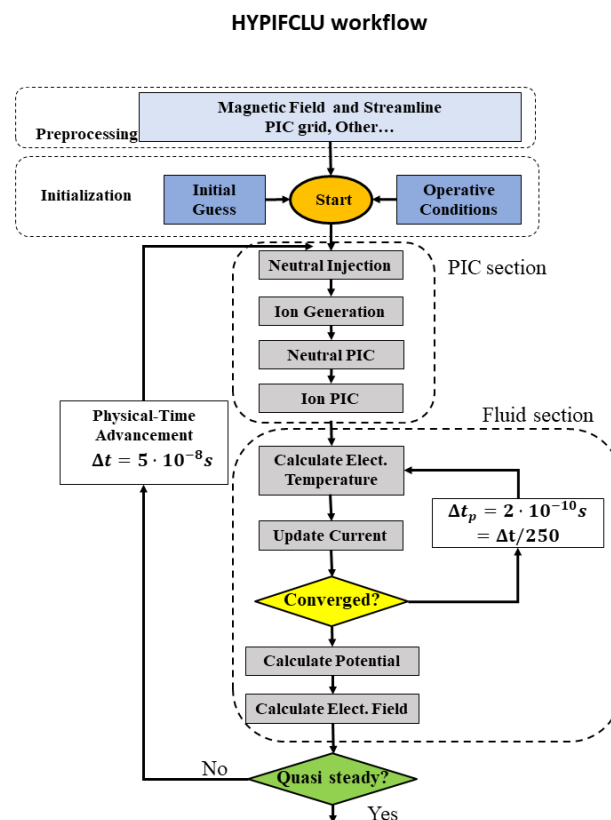 HYPIFCLU workflow
Magnetic Field and Streamline
PIC grid, Other…
Preprocessing
Initialization
Initial
Guess
Start
Operative
Conditions
Neutral Injection
PIC section
Ion Generation
Neutral PIC
Ion PIC
Physical-Time
Advancement
Δt = 5 · 10⁻⁸s
Fluid section
Calculate Elect.
Temperature
Δtₚ = 2 · 10⁻¹⁰s
= Δt/250
Update Current
Converged?
Calculate Potential
Calculate Elect. Field
No
Quasi steady?
Yes